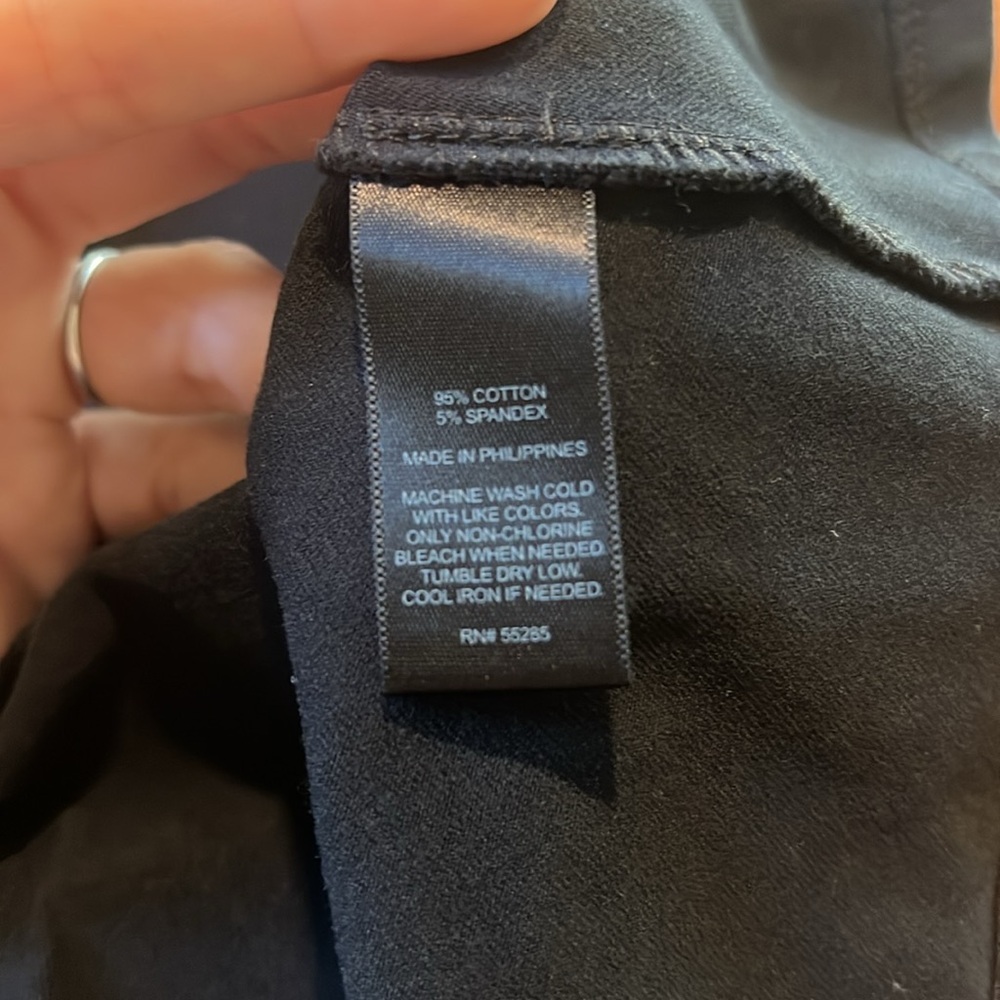 95% COTTON
5% SPANDEX
MADE IN PHILIPPINES
MACHINE WASH COLD
WITH LIKE COLORS.
ONLY NON-CHLORINE
BLEACH WHEN NEEDED.
TUMBLE DRY LOW.
COOL IRON IF NEEDED.
RN# 55285